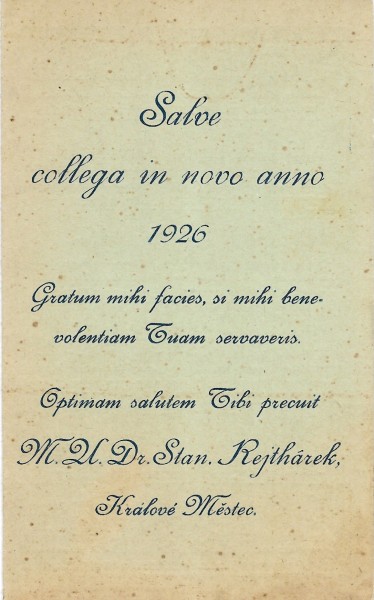 Salve
collega in novo anno
1926
Gratum mihi facies, si mihi bene-
volentiam Tuam servaveris.
Optimam salutem Tibi precuit
M. U. Dr. Stan. Rejthárek,
Králové Městec.